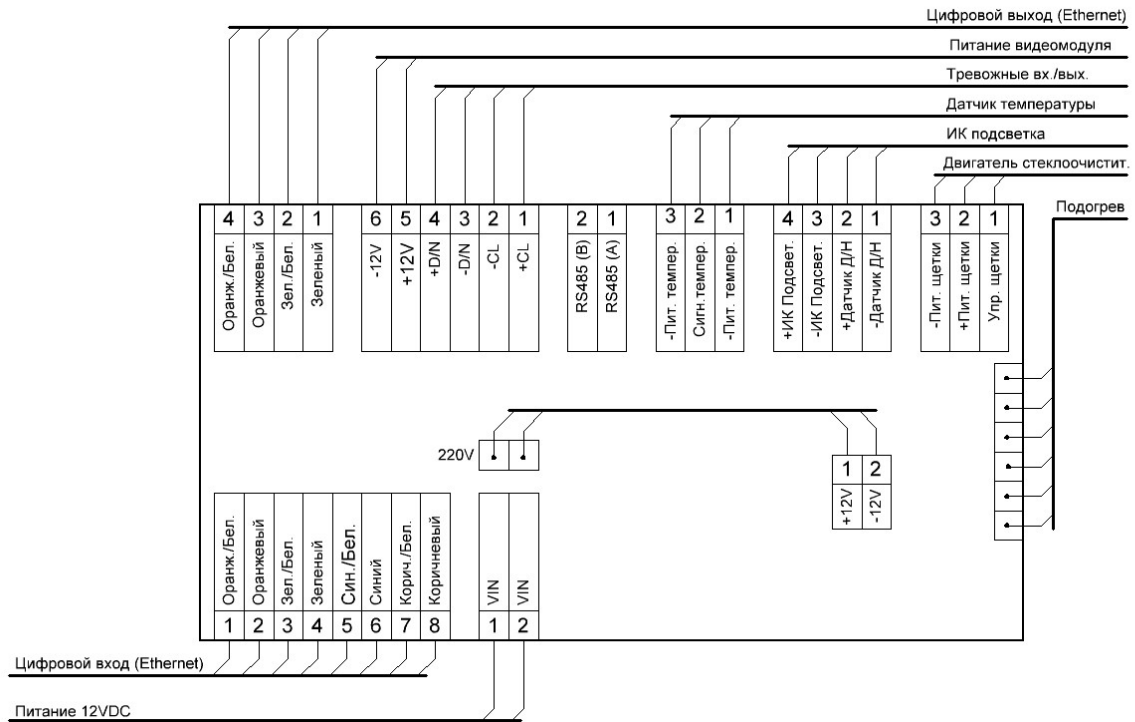 Цифровой выход (Ethernet)
Питание видеомодуля
Тревожные вх./вых.
Датчик температуры
ИК подсветка
Двигатель стеклоочистит.
Подогрев
4 3 2 1
Оранж./Бел.
Оранжевый
Зел./Бел.
Зеленый
6 5 4 3 2 1
-12V
+12V
+D/N
-D/N
-CL
+CL
2 1
RS485 (B)
RS485 (A)
3 2 1
-Пит. темпер.
Сигн.темпер.
-Пит. темпер.
4 3 2 1
+ИК Подсвет.
-ИК Подсвет.
+Датчик Д/Н
-Датчик Д/Н
3 2 1
-Пит. щетки
+Пит. щетки
Упр. щетки
220V
1 2
+12V
-12V
Оранж./Бел.
Оранжевый
Зел./Бел.
Зеленый
Син./Бел.
Синий
Корич./Бел.
Коричневый
1 2 3 4 5 6 7 8
VIN
VIN
1 2
Цифровой вход (Ethernet)
Питание 12VDC